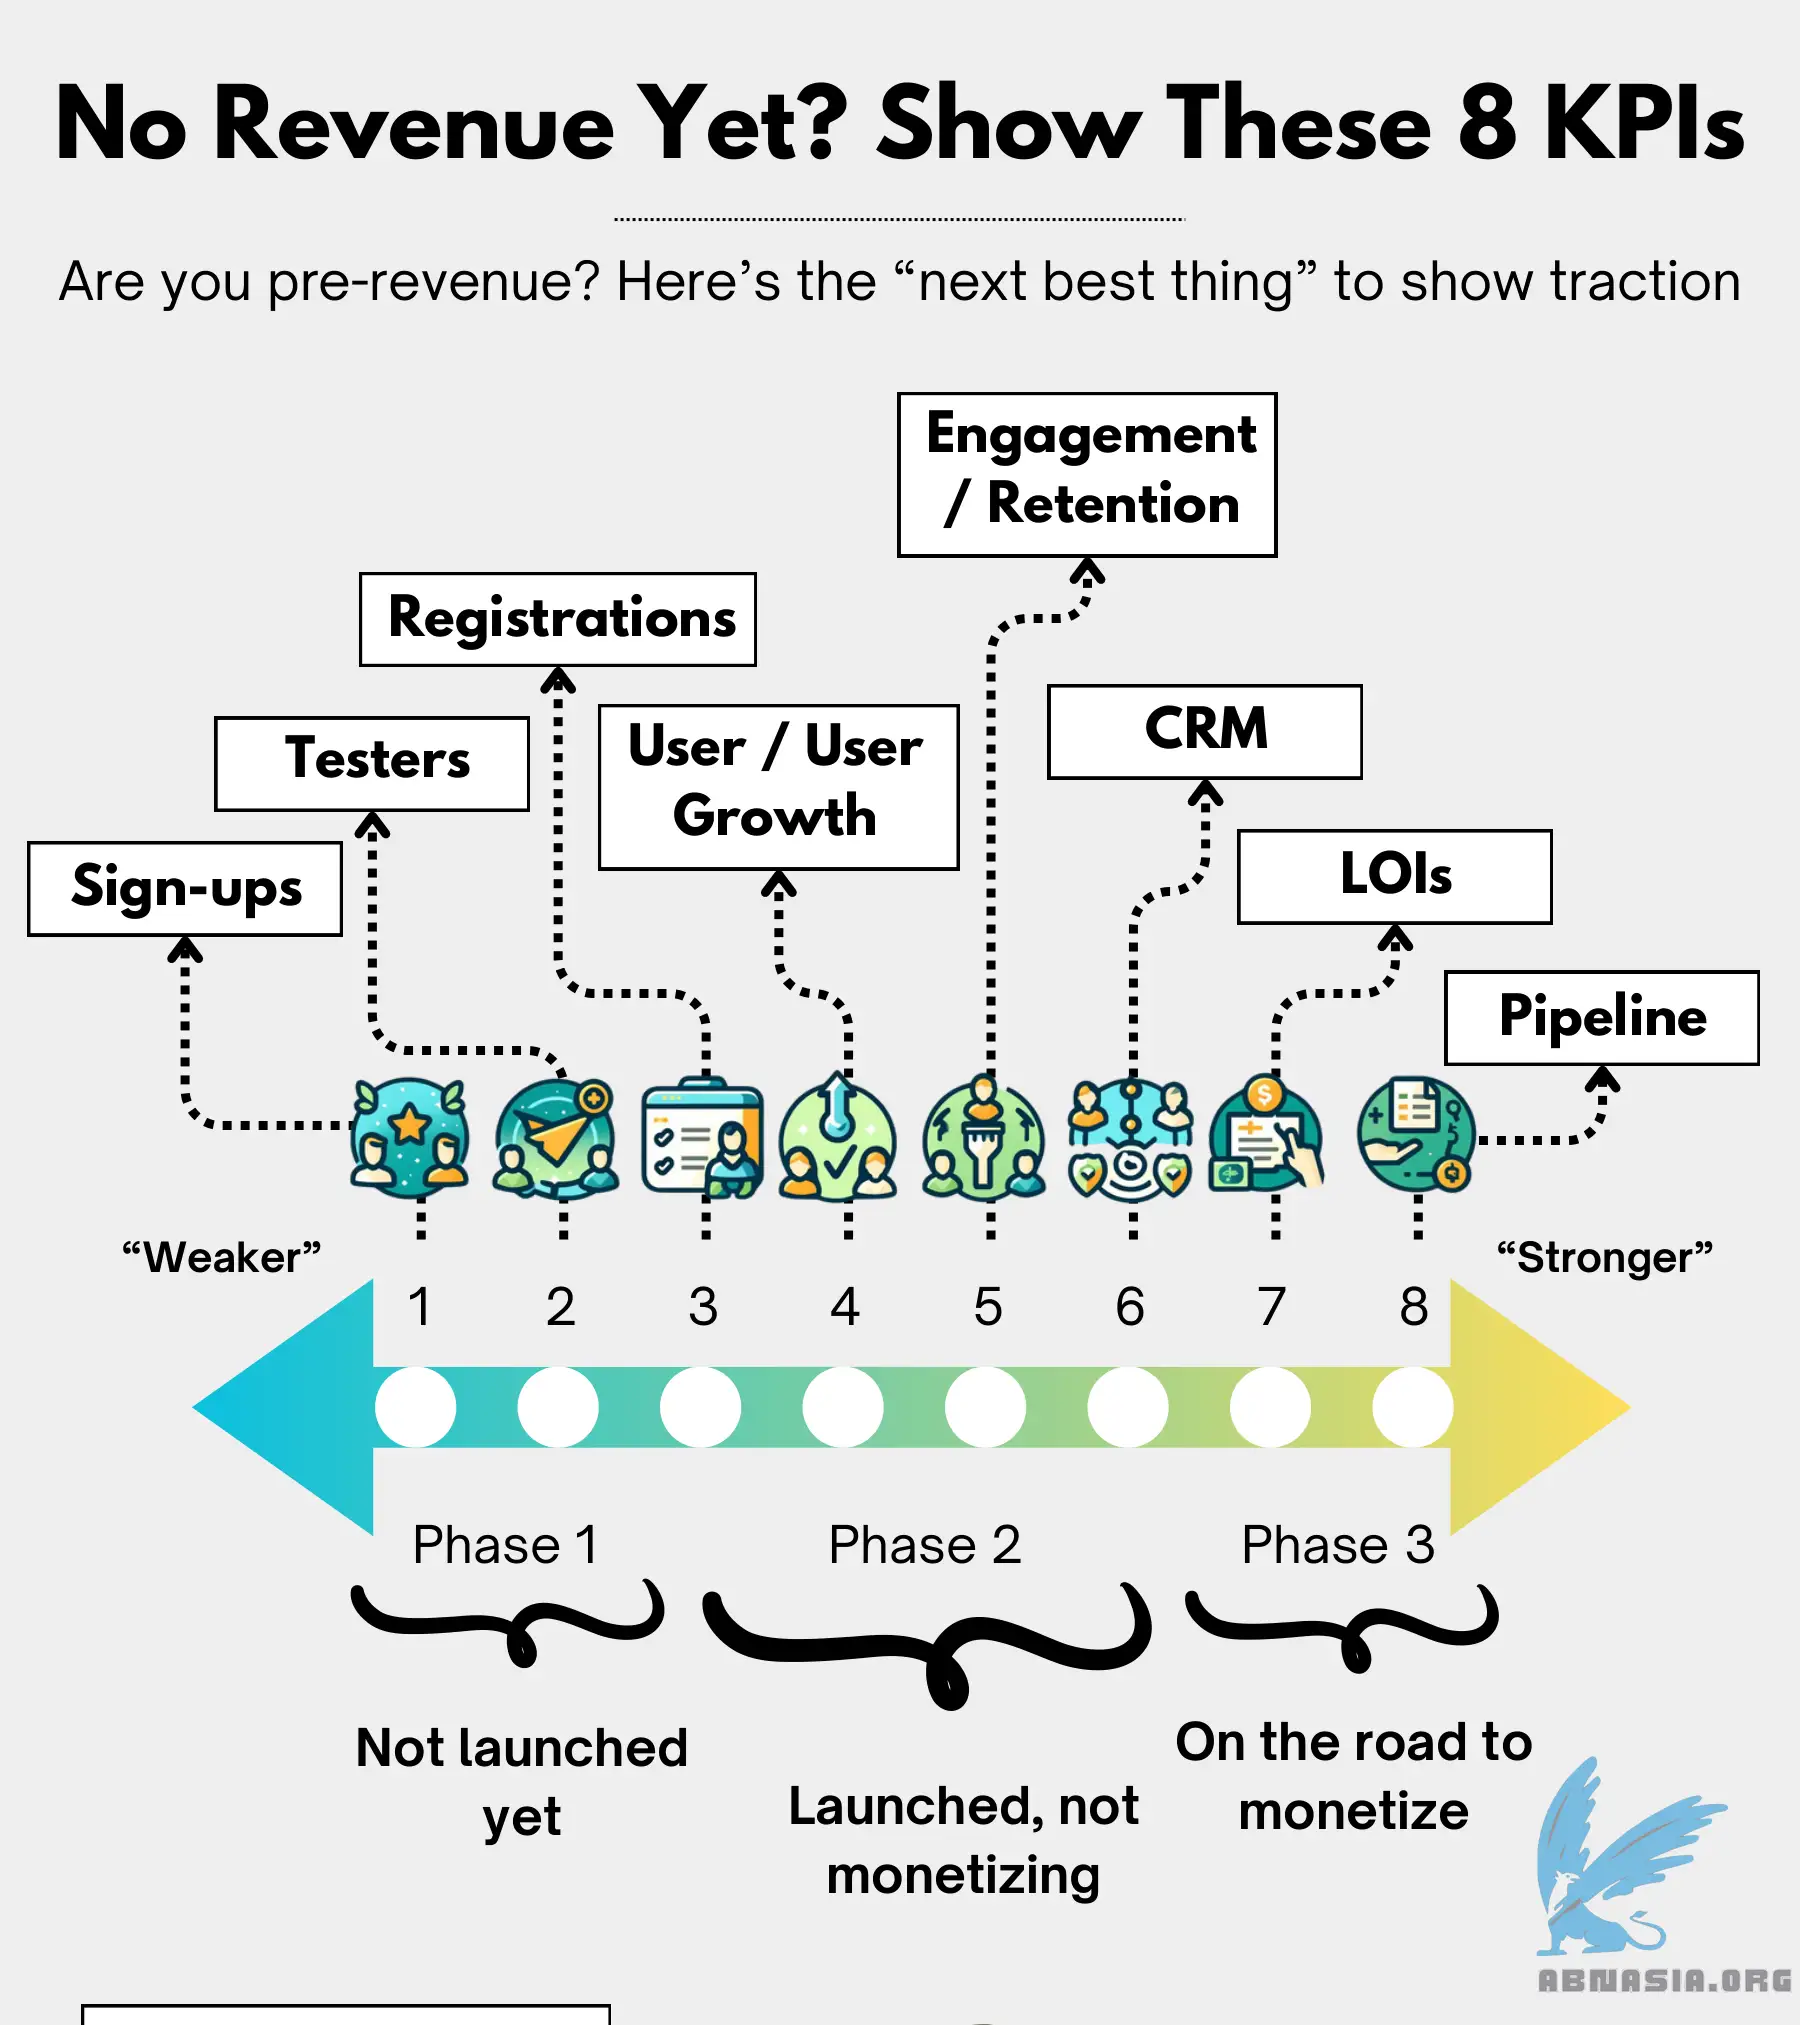 No Revenue Yet? Show These 8 KPIs
Are you pre-revenue? Here's the “next best thing” to show traction
Engagement
/ Retention
Registrations
CRM
Testers
User / User
Growth
LOIs
Sign-ups
Pipeline
“Weaker”
“Stronger”
1 2 3 4 5 6 7 8
Phase 1
Phase 2
Phase 3
Not launched
yet
Launched, not
monetizing
On the road to
monetize
ABNASIA.ORG